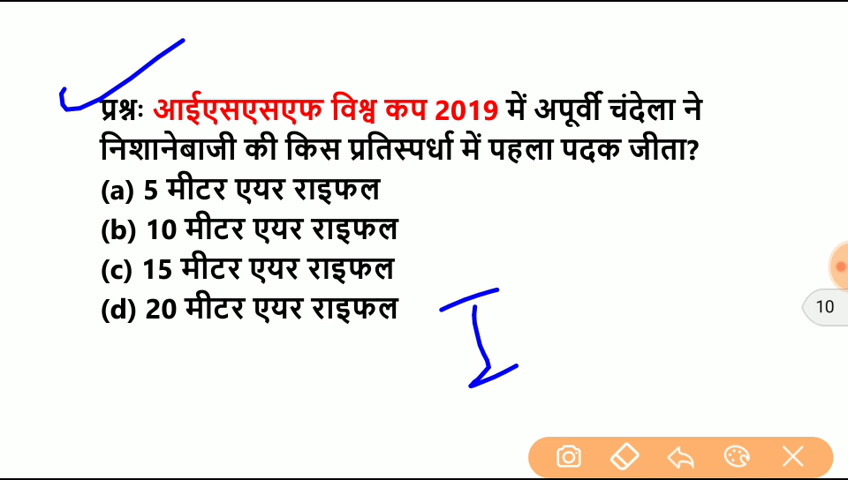 प्रश्नः आईएसएसएफ विश्व कप 2019 में अपूर्वी चंदेला ने
निशानेबाजी की किस प्रतिस्पर्धा में पहला पदक जीता?
(a) 5 मीटर एयर राइफल
(b) 10 मीटर एयर राइफल
(c) 15 मीटर एयर राइफल
(d) 20 मीटर एयर राइफल
I
10